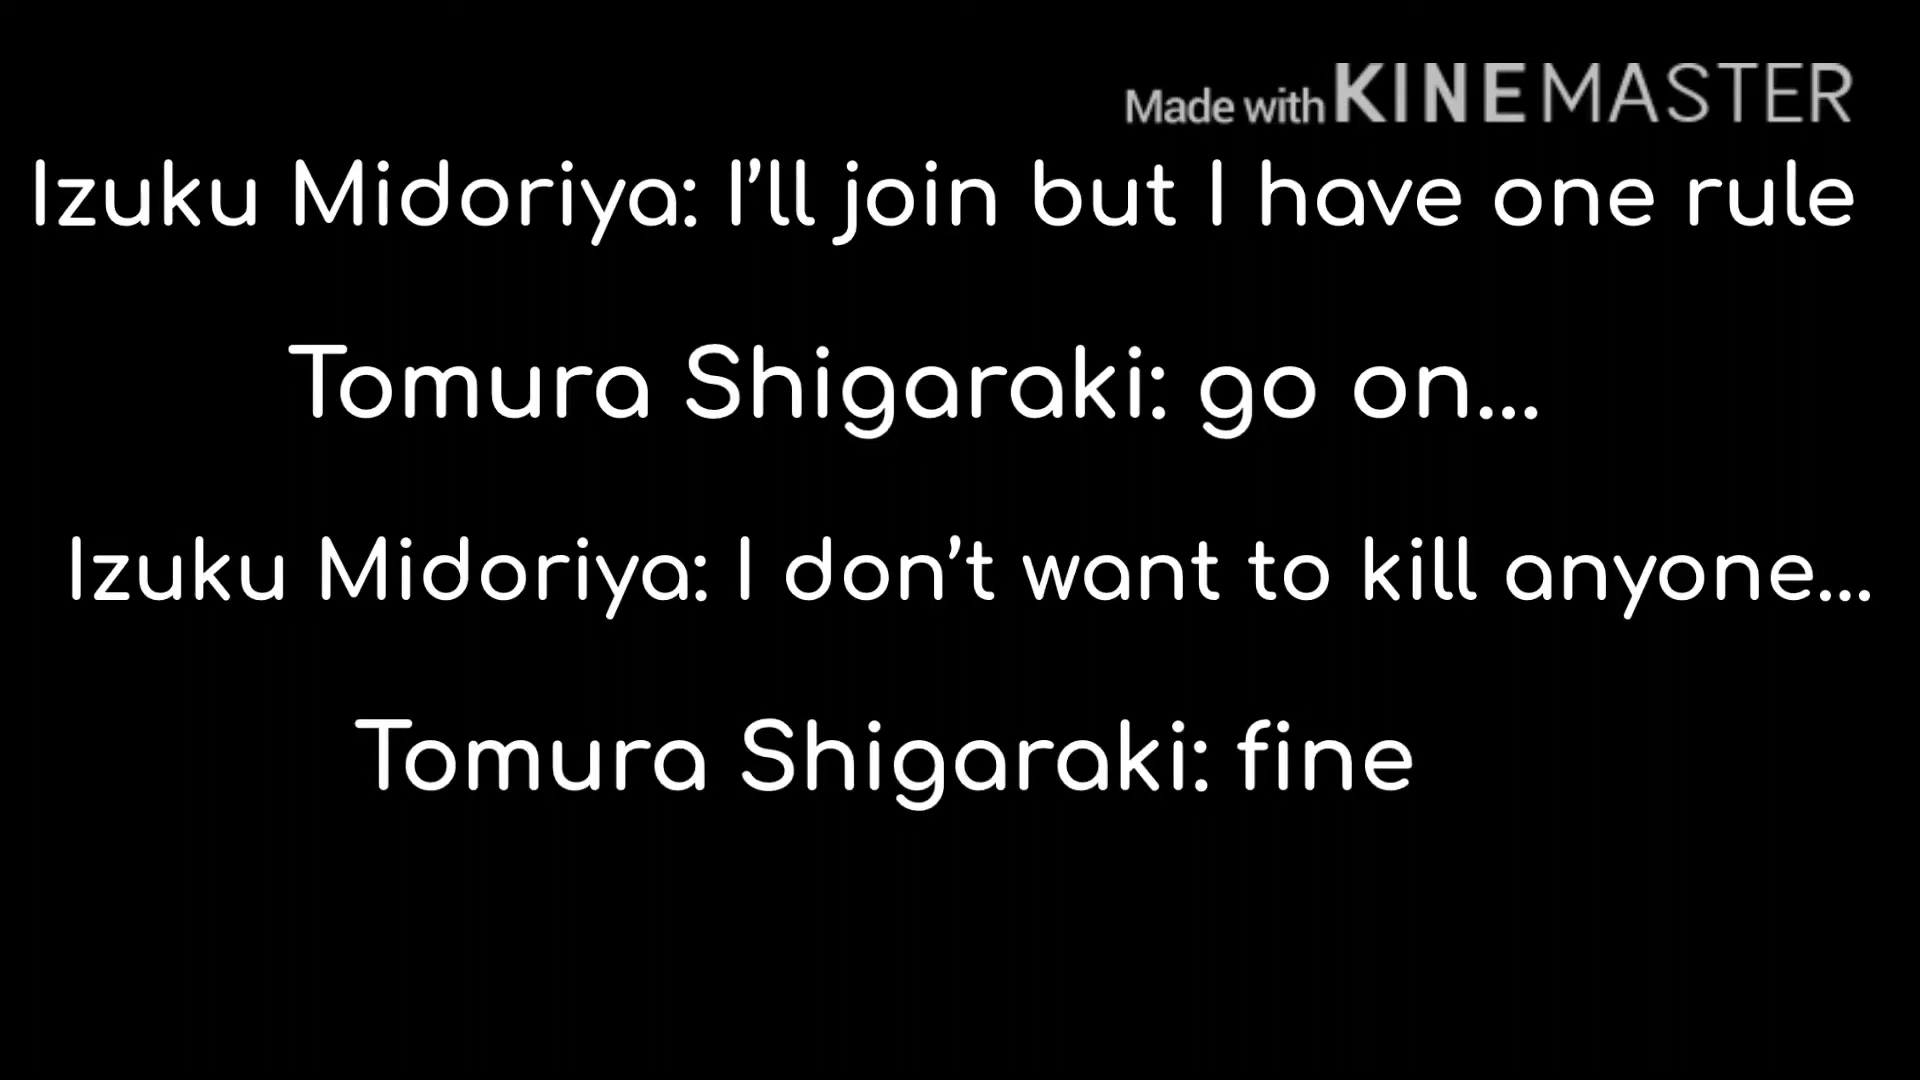 Made with KINEMASTER
Izuku Midoriya: I’ll join but I have one rule
Tomura Shigaraki: go on...
Izuku Midoriya: I don’t want to kill anyone...
Tomura Shigaraki: fine